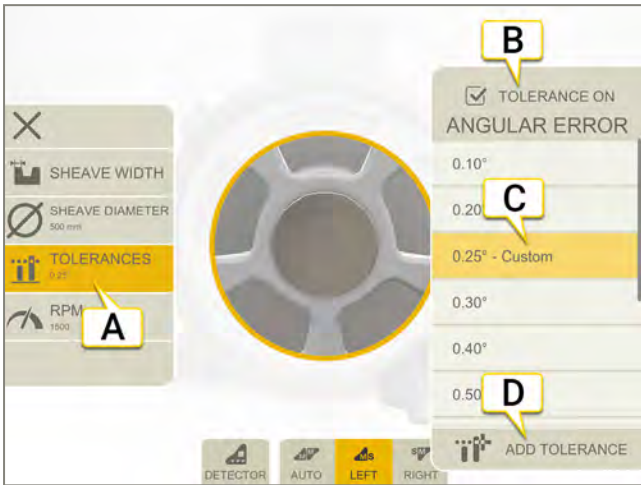 B
TOLERANCE ON
ANGULAR ERROR
SHEAVE WIDTH
SHEAVE DIAMETER
500 mm
TOLERANCES
0.25
RPM
1500
A
0.10°
0.20
C
0.25° - Custom
0.30°
0.40°
0.50
D
ADD TOLERANCE
DETECTOR
AUTO
LEFT
RIGHT